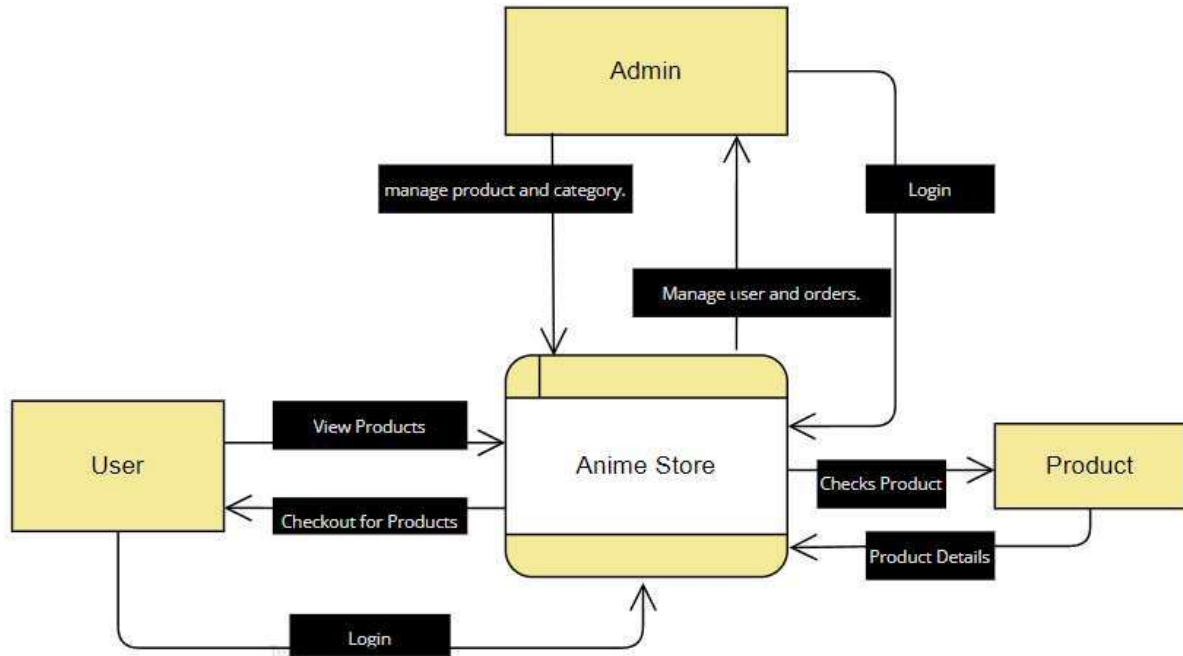 Admin
manage product and category.
Login
Manage user and orders.
View Products
User
Anime Store
Product
Checks Product
Checkout for Products
Product Details
Login